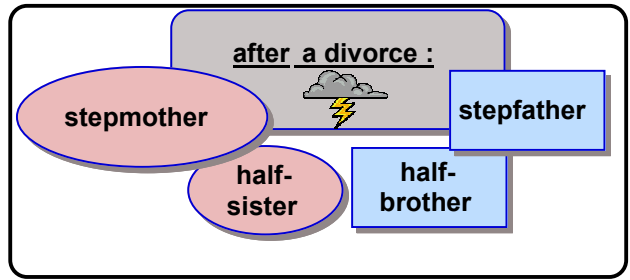 after a divorce :
stepmother
stepfather
half-
sister
half-
brother